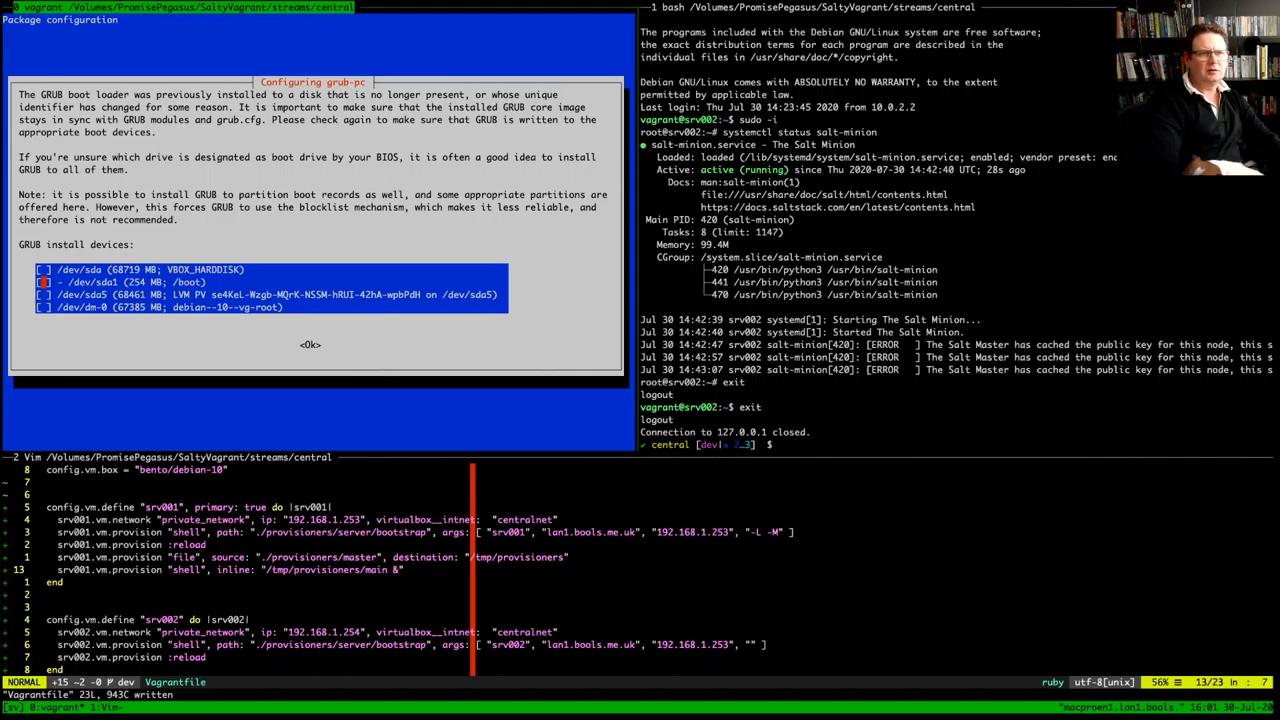 0 vagrant /Volumes/PromisePegasus/SaltyVagrant/streams/central
Package configuration
Configuring grub-pc
The GRUB boot loader was previously installed to a disk that is no longer present, or whose unique
identifier has changed for some reason. It is important to make sure that the installed GRUB core image
stays in sync with GRUB modules and grub.cfg. Please check again to make sure that GRUB is written to the
appropriate boot devices.
If you're unsure which drive is designated as boot drive by your BIOS, it is often a good idea to install
GRUB to all of them.
Note: it is possible to install GRUB to partition boot records as well, and some appropriate partitions are
offered here. However, this forces GRUB to use the blocklist mechanism, which makes it less reliable, and
therefore is not recommended.
GRUB install devices:
[ ] /dev/sda (68719 MB; VBOX_HARDDISK)
[ ] - /dev/sda1 (254 MB; /boot)
[ ] /dev/sda5 (68461 MB; LVM PV se4KeL-Wzgb-MQrK-NSSM-hRUI-42hA-wpbPdH on /dev/sda5)
[ ] /dev/dm-0 (67385 MB; debian--10--vg-root)
<Ok>
1 bash /Volumes/PromisePegasus/SaltyVagrant/streams/central
The programs included with the Debian GNU/Linux system are free software;
the exact distribution terms for each program are described in the
individual files in /usr/share/doc/*/copyright.
Debian GNU/Linux comes with ABSOLUTELY NO WARRANTY, to the extent
permitted by applicable law.
Last login: Thu Jul 30 14:23:45 2020 from 10.0.2.2
vagrant@srv002:~$ sudo -i
root@srv002:~# systemctl status salt-minion
● salt-minion.service - The Salt Minion
Loaded: loaded (/lib/systemd/system/salt-minion.service; enabled; vendor preset: ena
Active: active (running) since Thu 2020-07-30 14:42:40 UTC; 28s ago
Docs: man:salt-minion(1)
file:///usr/share/doc/salt/html/contents.html
https://docs.saltstack.com/en/latest/contents.html
Main PID: 420 (salt-minion)
Tasks: 8 (limit: 1147)
Memory: 99.4M
CGroup: /system.slice/salt-minion.service
├─420 /usr/bin/python3 /usr/bin/salt-minion
├─441 /usr/bin/python3 /usr/bin/salt-minion
└─470 /usr/bin/python3 /usr/bin/salt-minion
Jul 30 14:42:39 srv002 systemd[1]: Starting The Salt Minion...
Jul 30 14:42:40 srv002 systemd[1]: Started The Salt Minion.
Jul 30 14:42:47 srv002 salt-minion[420]: [ERROR   ] The Salt Master has cached the public key for this node, this s
Jul 30 14:42:57 srv002 salt-minion[420]: [ERROR   ] The Salt Master has cached the public key for this node, this s
Jul 30 14:43:07 srv002 salt-minion[420]: [ERROR   ] The Salt Master has cached the public key for this node, this s
root@srv002:~# exit
logout
vagrant@srv002:~$ exit
logout
Connection to 127.0.0.1 closed.
✔ central [dev|✚ 2…3] $
2 Vim /Volumes/PromisePegasus/SaltyVagrant/streams/central
8 config.vm.box = "bento/debian-10"
~ 7
~ 6
+ 5 config.vm.define "srv001", primary: true do |srv001|
+ 4 srv001.vm.network "private_network", ip: "192.168.1.253", virtualbox__intnet: "centralnet"
+ 3 srv001.vm.provision "shell", path: "./provisioners/server/bootstrap", args: [ "srv001", "lan1.bools.me.uk", "192.168.1.253", "-L -M" ]
+ 2 srv001.vm.provision :reload
+ 1 srv001.vm.provision "file", source: "./provisioners/master", destination: "/tmp/provisioners"
+ 13 srv001.vm.provision "shell", inline: "/tmp/provisioners/main &"
+ 1 end
+ 2
+ 3
+ 4 config.vm.define "srv002" do |srv002|
+ 5 srv002.vm.network "private_network", ip: "192.168.1.254", virtualbox__intnet: "centralnet"
+ 6 srv002.vm.provision "shell", path: "./provisioners/server/bootstrap", args: [ "srv002", "lan1.bools.me.uk", "192.168.1.253", "" ]
+ 7 srv002.vm.provision :reload
+ 8 end
NORMAL +15 ~2 -0 dev Vagrantfile ruby utf-8[unix] 56% ≡ 13/23 ln : 7
"Vagrantfile" 23L, 943C written
[sv] 0:vagrant* 1:Vim- "macproen1.lan1.bools." 16:01 30-Jul-20